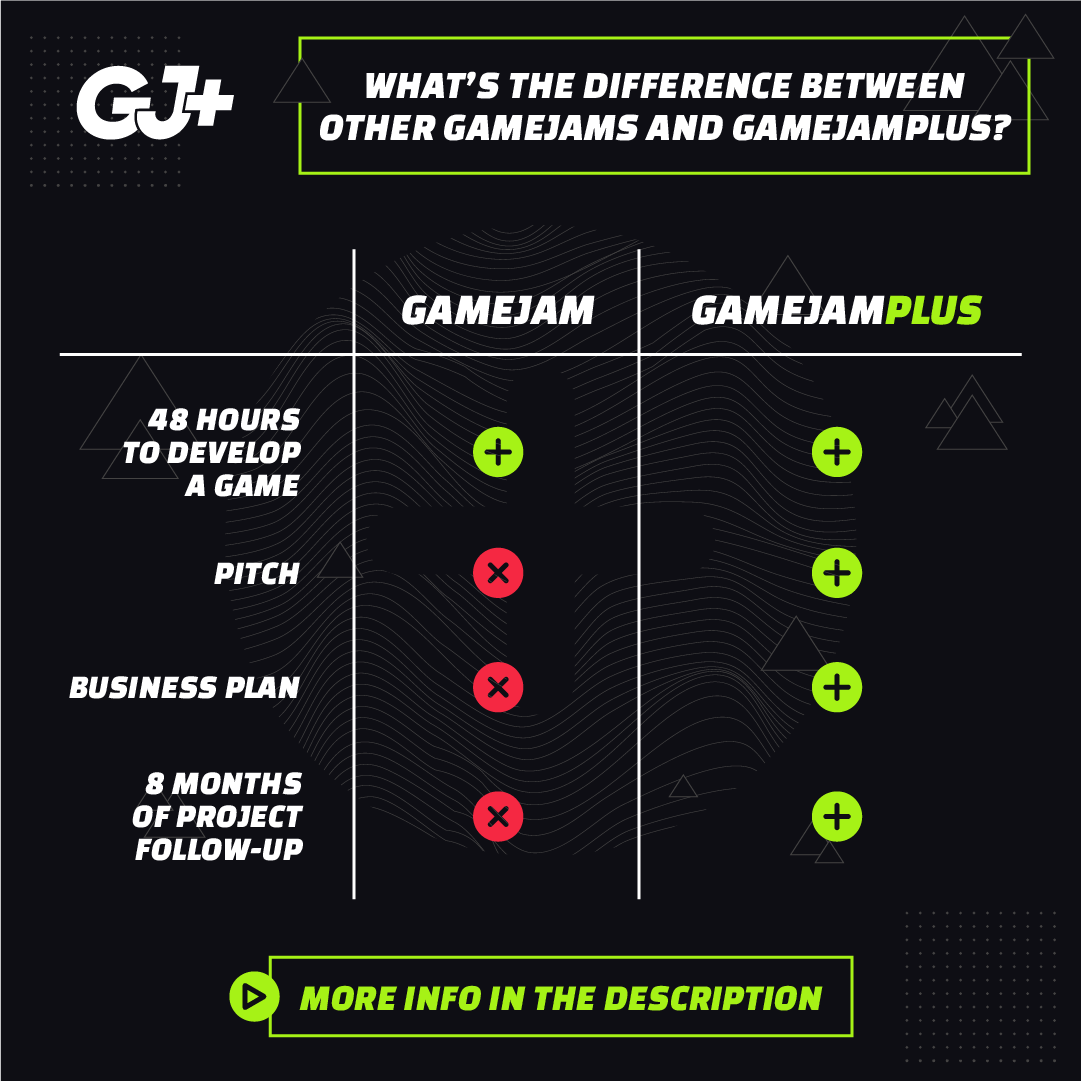 GJ+
WHAT'S THE DIFFERENCE BETWEEN
OTHER GAMEJAMS AND GAMEJAMPLUS?
GAMEJAM
GAMEJAMPLUS
48 HOURS
TO DEVELOP
A GAME
PITCH
BUSINESS PLAN
8 MONTHS
OF PROJECT
FOLLOW-UP
MORE INFO IN THE DESCRIPTION